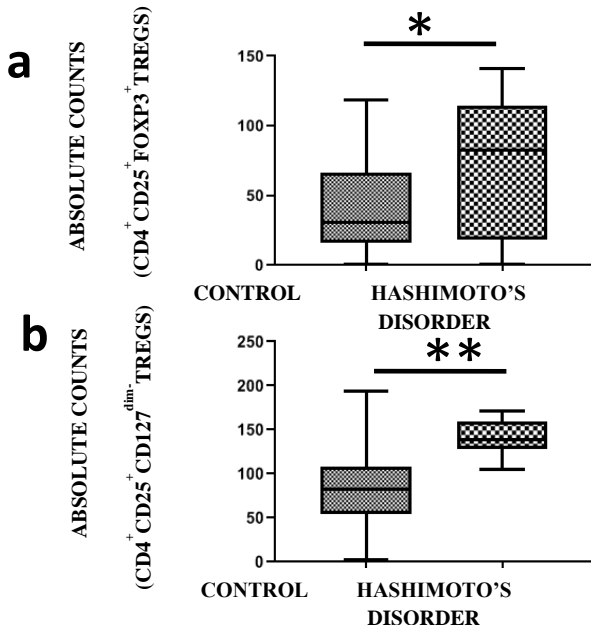 a
ABSOLUTE COUNTS
(CD4⁺CD25⁺FOXP3⁺TREGS)
*
150
100
50
0
CONTROL
HASHIMOTO'S
DISORDER
b
ABSOLUTE COUNTS
(CD4⁺CD25⁺CD127ᵈⁱᵐ⁻ TREGS)
**
250
200
150
100
50
0
CONTROL
HASHIMOTO'S
DISORDER